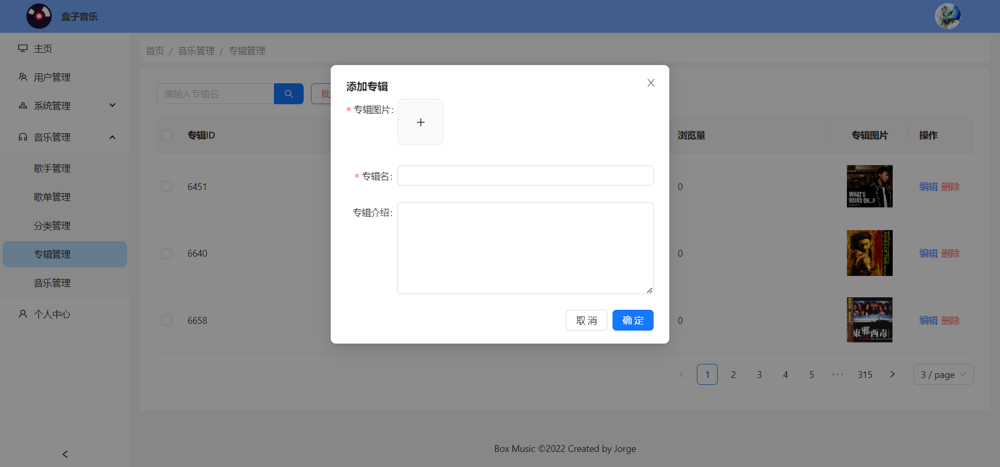 盒子音乐
主页
用户管理
系统管理
音乐管理
歌手管理
歌单管理
分类管理
专辑管理
音乐管理
个人中心
首页 / 音乐管理 / 专辑管理
请输入专辑名
批
专辑ID 浏览量 专辑图片 操作
6451 0 编辑 删除
WHAT'S
GOING ON...?
6640 0 编辑 删除
ASHES OF TIME REDUX
6658 0 编辑 删除
東邪西毒
添加专辑
* 专辑图片:
* 专辑名:
专辑介绍:
取 消 确 定
1 2 3 4 5 ••• 315 3 / page
Box Music ©2022 Created by Jorge